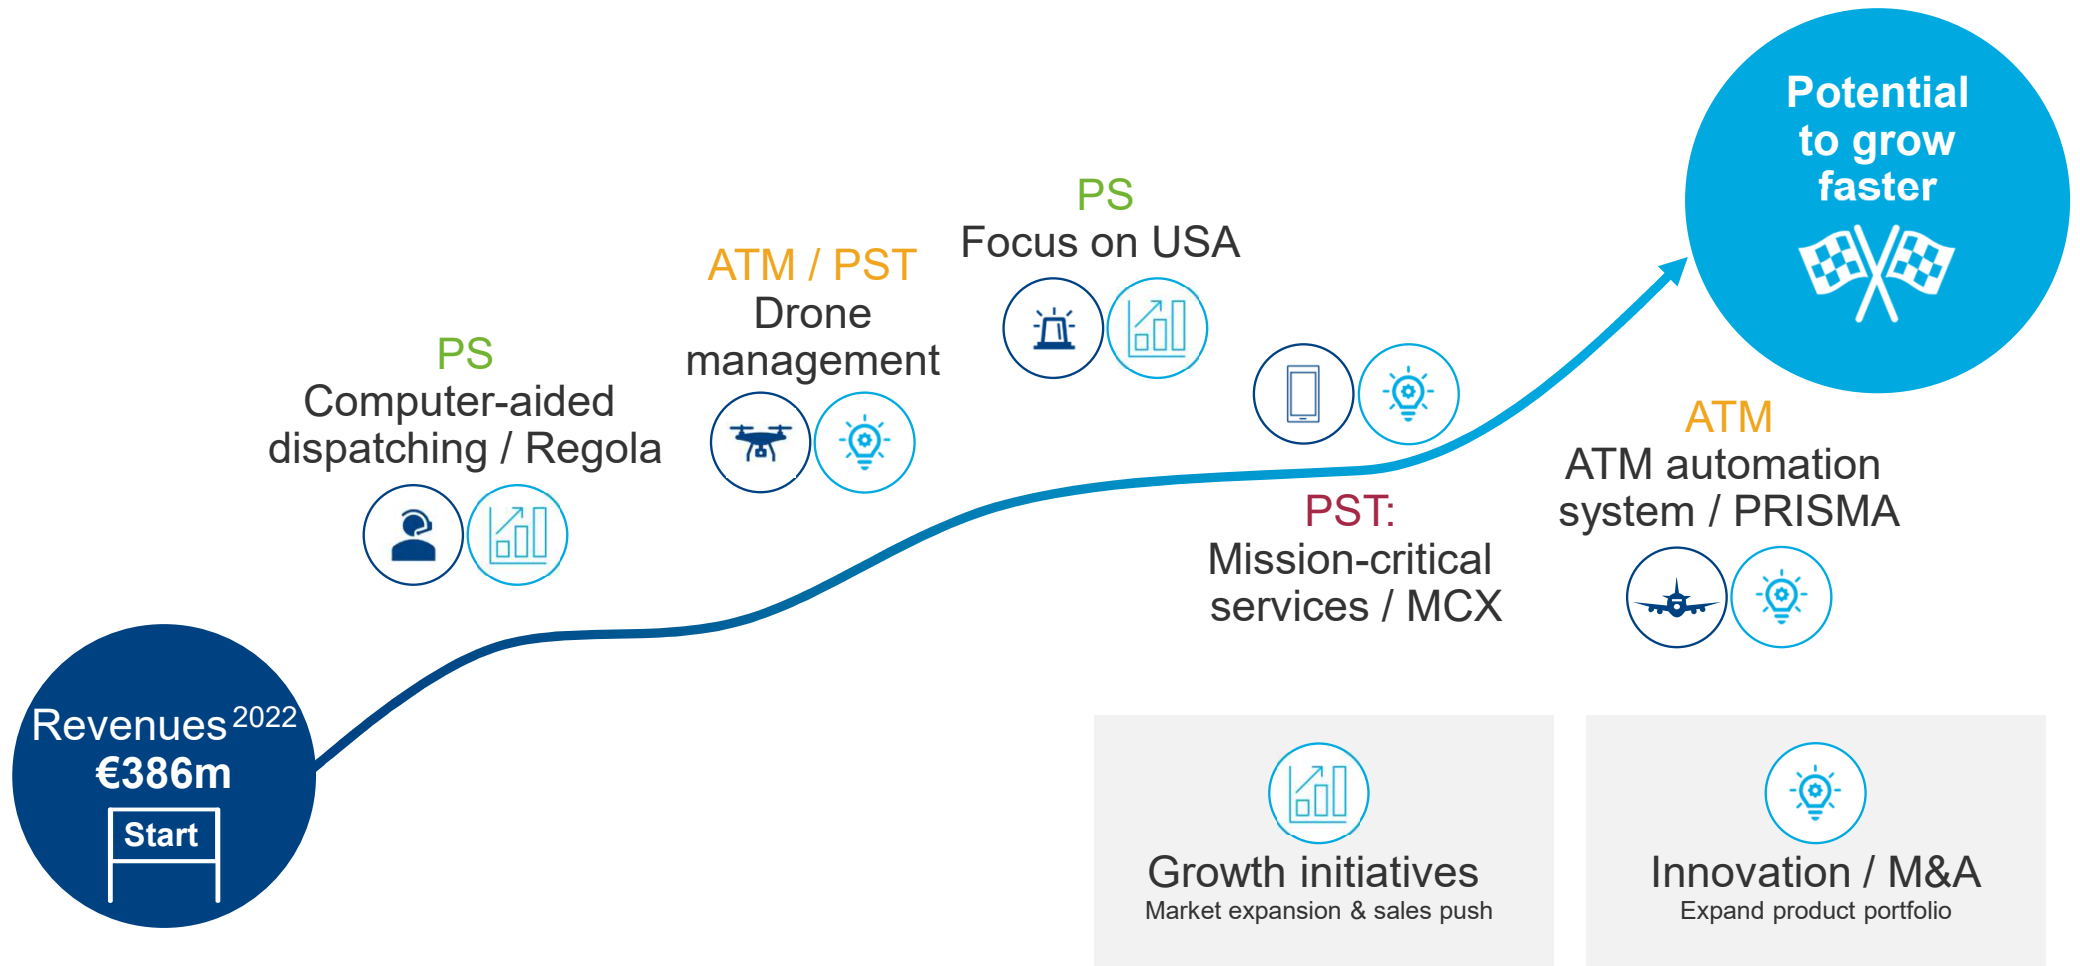 Potential
to grow
faster
PS
Focus on USA
ATM / PST
Drone
management
PS
Computer-aided
dispatching / Regola
ATM
ATM automation
system / PRISMA
PST:
Mission-critical
services / MCX
Revenues 2022
€386m
Start
Growth initiatives
Market expansion & sales push
Innovation / M&A
Expand product portfolio